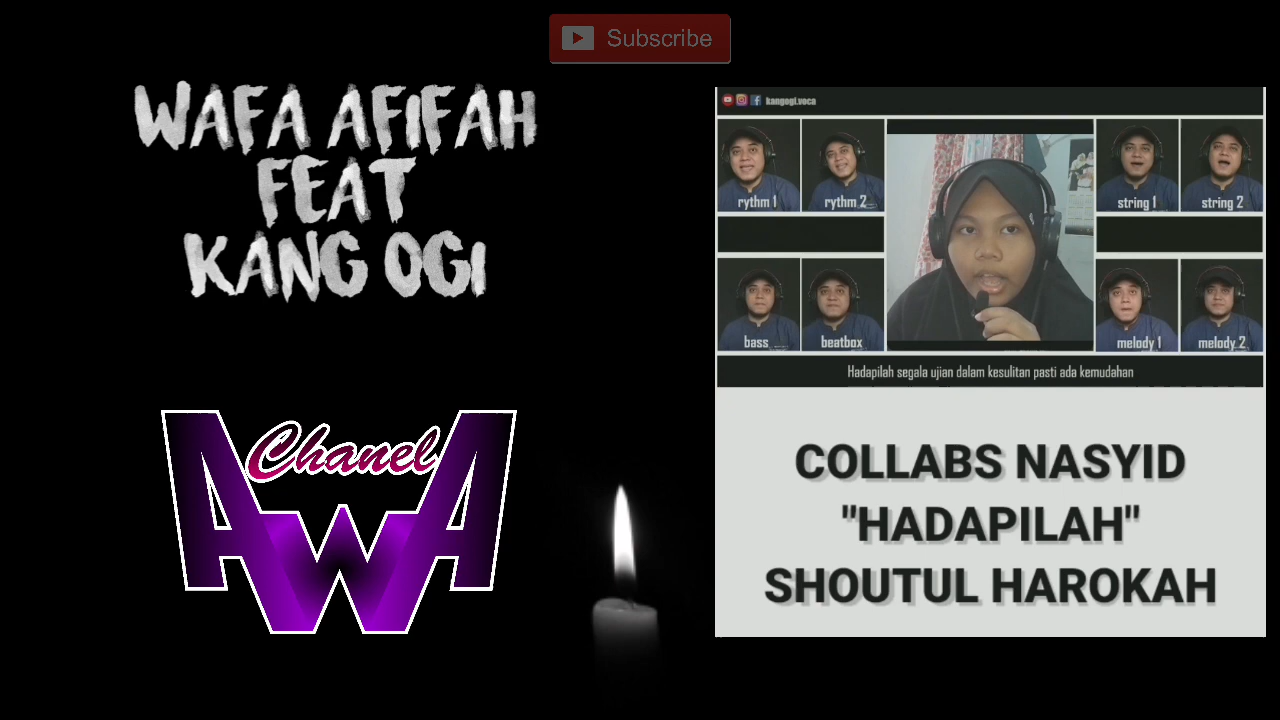 Subscribe
WAFA AFIFAH
FEAT
KANG OGI
Chanel
AWA
kangogi.voca
rythm 1
rythm 2
string 1
string 2
bass
beatbox
melody 1
melody 2
Hadapilah segala ujian dalam kesulitan pasti ada kemudahan
COLLABS NASYID
"HADAPILAH"
SHOUTUL HAROKAH